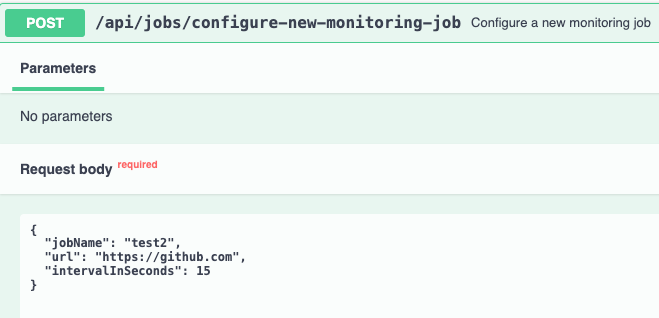 POST /api/jobs/configure-new-monitoring-job Configure a new monitoring job
Parameters
No parameters
Request body required
{
  "jobName": "test2",
  "url": "https://github.com",
  "intervalInSeconds": 15
}